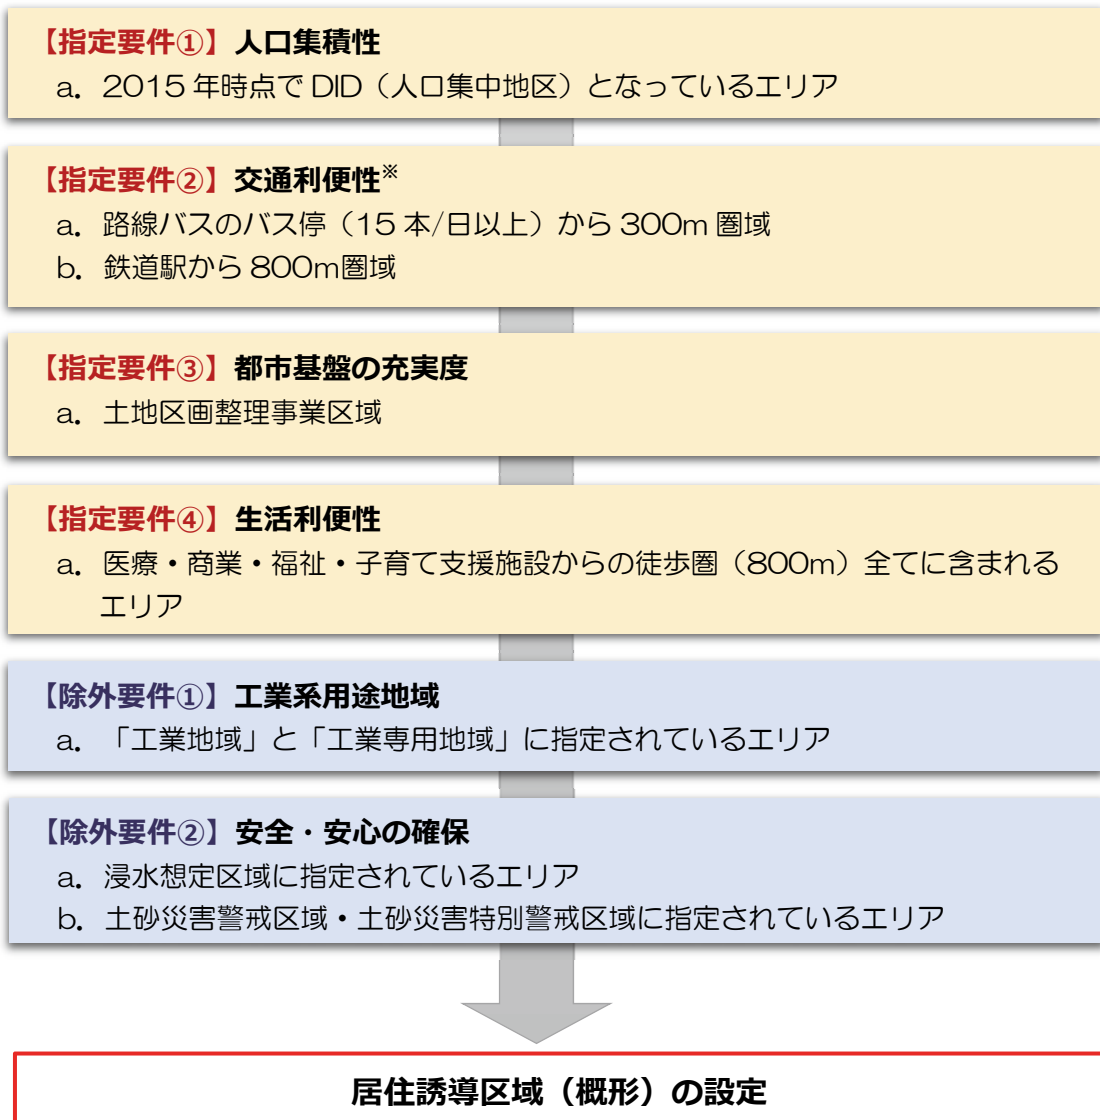 【指定要件①】人口集積性
a. 2015年時点でDID（人口集中地区）となっているエリア
【指定要件②】交通利便性※
a. 路線バスのバス停（15本/日以上）から300m圏域
b. 鉄道駅から800m圏域
【指定要件③】都市基盤の充実度
a. 土地区画整理事業区域
【指定要件④】生活利便性
a. 医療・商業・福祉・子育て支援施設からの徒歩圏（800m）全てに含まれる
エリア
【除外要件①】工業系用途地域
a. 「工業地域」と「工業専用地域」に指定されているエリア
【除外要件②】安全・安心の確保
a. 浸水想定区域に指定されているエリア
b. 土砂災害警戒区域・土砂災害特別警戒区域に指定されているエリア
居住誘導区域（概形）の設定